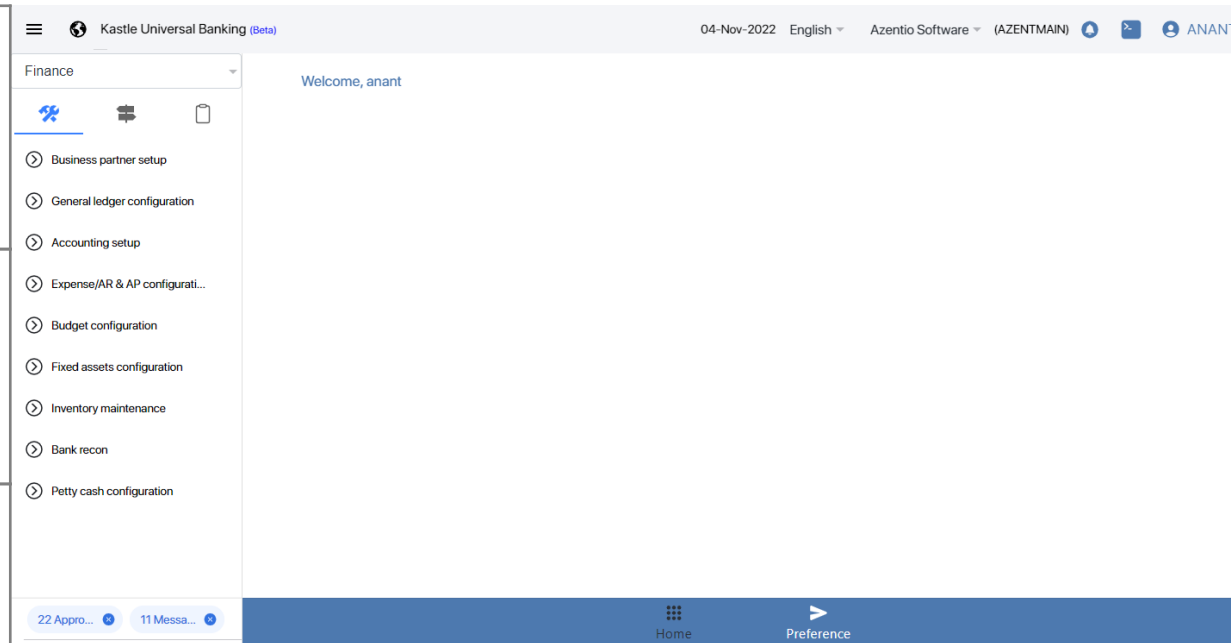 Kastle Universal Banking (Beta) 04-Nov-2022 English Azentio Software (AZENTMAIN) ANANT
Finance
Welcome, anant
Business partner setup
General ledger configuration
Accounting setup
Expense/AR & AP configurati...
Budget configuration
Fixed assets configuration
Inventory maintenance
Bank recon
Petty cash configuration
22 Appro... 11 Messa...
Home Preference